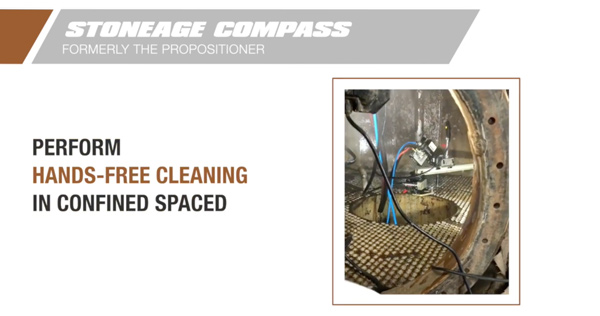 STONEAGE COMPASS
FORMERLY THE PROPOSITIONER
PERFORM
HANDS-FREE CLEANING
IN CONFINED SPACED